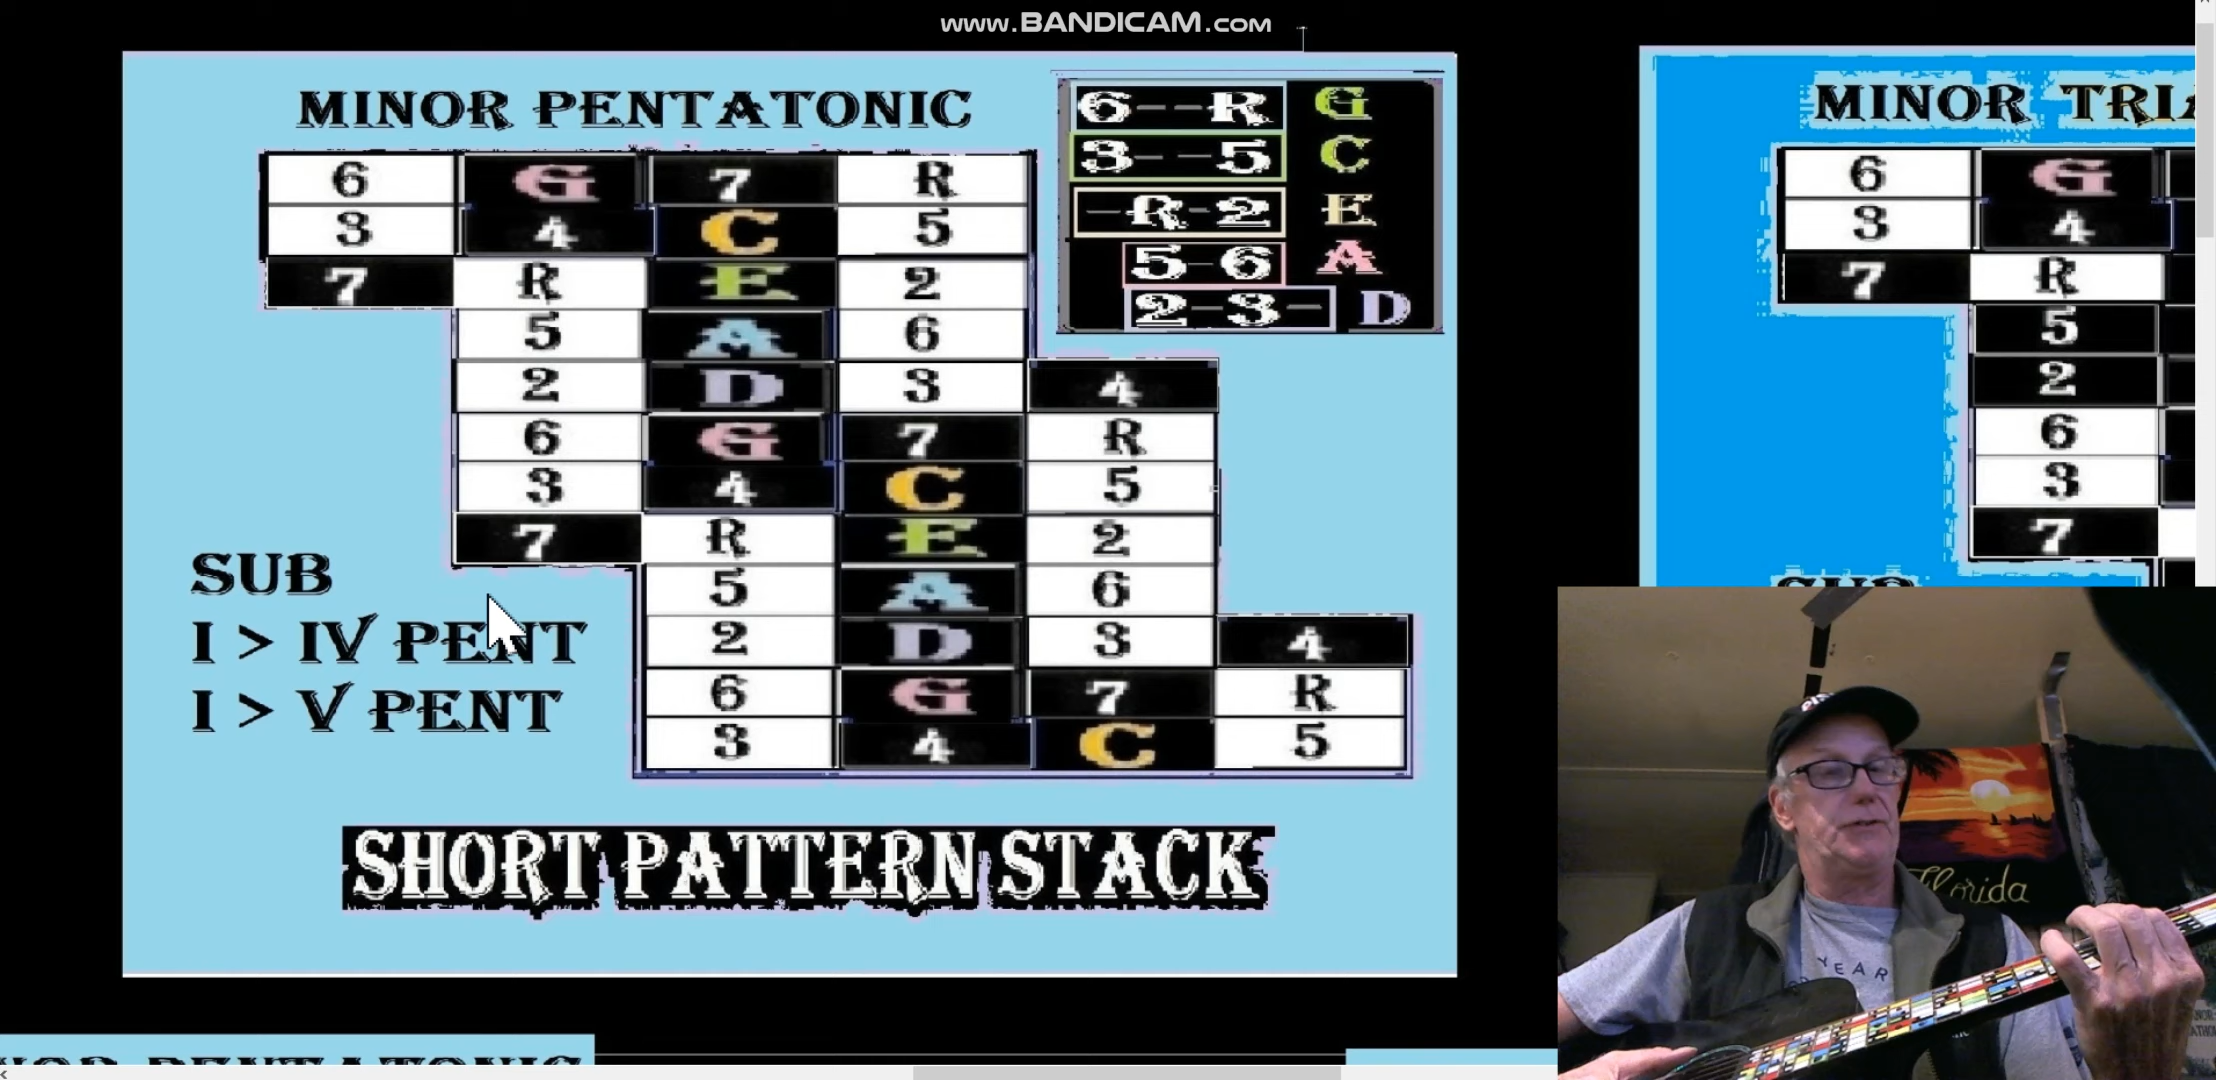 www.BANDICAM.com
MINOR PENTATONIC
6 G 7 R
3 4 C 5
7 R E 2
5 A 6
2 D 3 4
6 G 7 R
3 4 C 5
7 R E 2
5 A 6
2 D 3 4
6 G 7 R
3 4 C 5
6--R G
3--5 C
-R-2 E
5-6 A
2-3- D
SUB
I > IV PENT
I > V PENT
SHORT PATTERN STACK
MINOR
6 G
3 4
7 R
5
2
6
3
7
Florida
YEAR
PENTATONIC